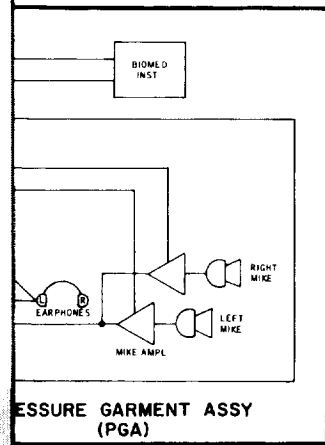 BIOMED
INST
RIGHT
MIKE
L
R
EARPHONES
LEFT
MIKE
MIKE AMPL
ESSURE GARMENT ASSY
(PGA)